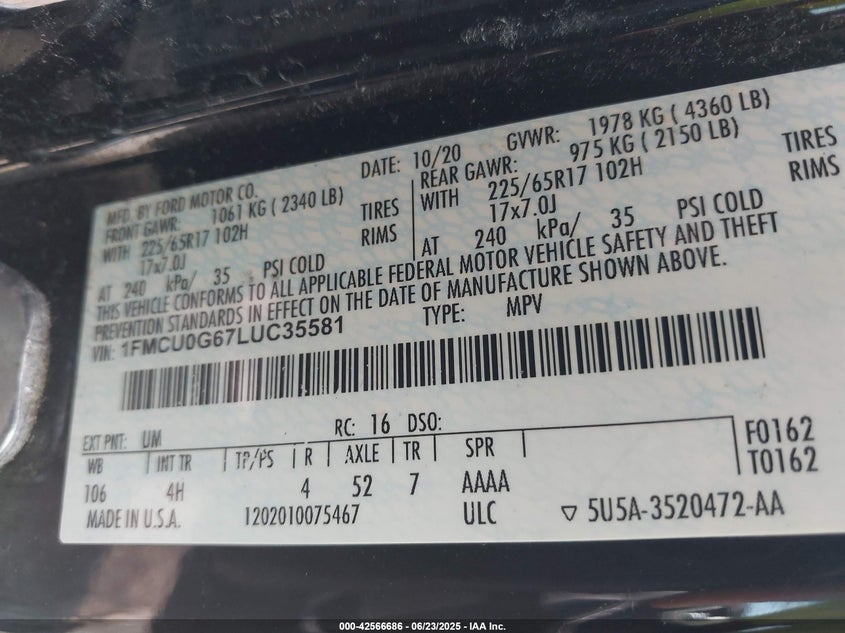 MFD. BY FORD MOTOR CO.
FRONT GAWR: 1061 KG ( 2340 LB)
WITH 225/65R17 102H TIRES
17x7.0J RIMS
AT 240 kPa/ 35 PSI COLD
DATE: 10/20 GVWR: 1978 KG ( 4360 LB)
REAR GAWR: 975 KG ( 2150 LB)
WITH 225/65R17 102H TIRES
17x7.0J RIMS
AT 240 kPa/ 35 PSI COLD
THIS VEHICLE CONFORMS TO ALL APPLICABLE FEDERAL MOTOR VEHICLE SAFETY AND THEFT
PREVENTION STANDARDS IN EFFECT ON THE DATE OF MANUFACTURE SHOWN ABOVE.
VIN: 1FMCU0G67LUC35581 TYPE: MPV
EXT PNT: UM RC: 16 DSO:
WB INT TR TP/PS R AXLE TR SPR
106 4H 4 52 7 AAAA
F0162
T0162
MADE IN U.S.A. 1202010075467 ULC ▽ 5U5A-3520472-AA
000-42566686 - 06/23/2025 - IAA Inc.